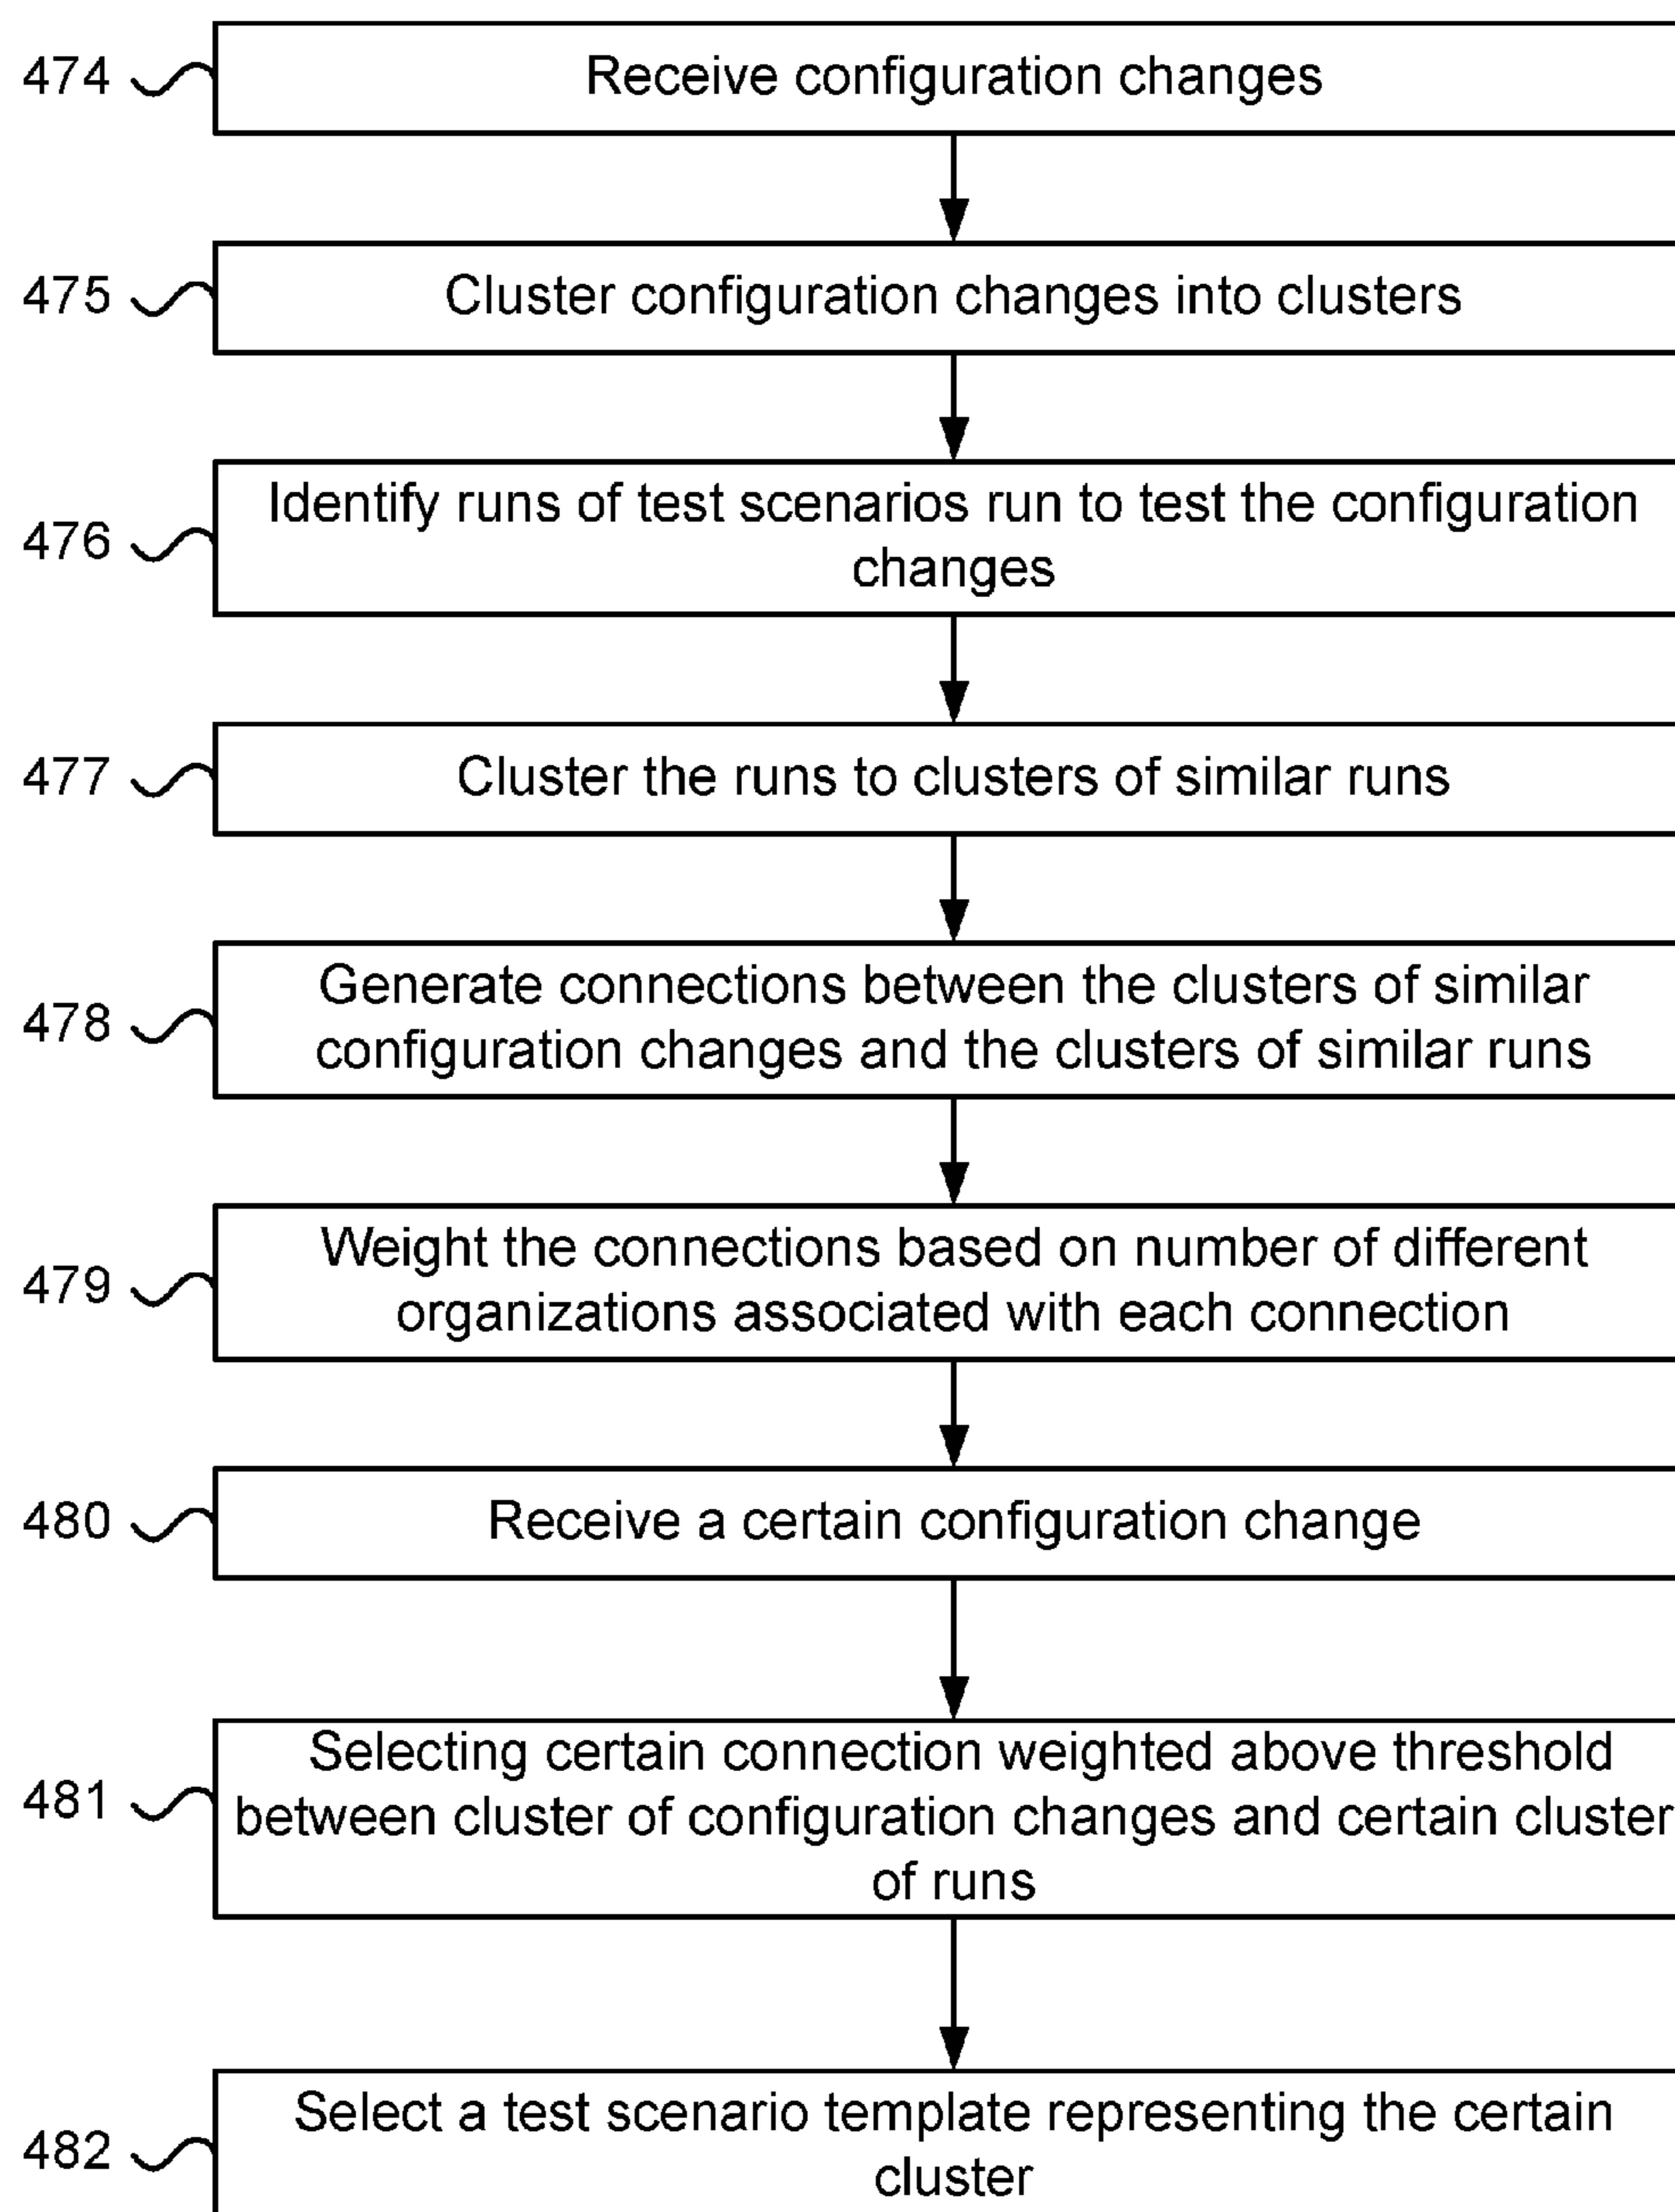 474 Receive configuration changes
475 Cluster configuration changes into clusters
476 Identify runs of test scenarios run to test the configuration
changes
477 Cluster the runs to clusters of similar runs
478 Generate connections between the clusters of similar
configuration changes and the clusters of similar runs
479 Weight the connections based on number of different
organizations associated with each connection
480 Receive a certain configuration change
481 Selecting certain connection weighted above threshold
between cluster of configuration changes and certain cluster
of runs
482 Select a test scenario template representing the certain
cluster